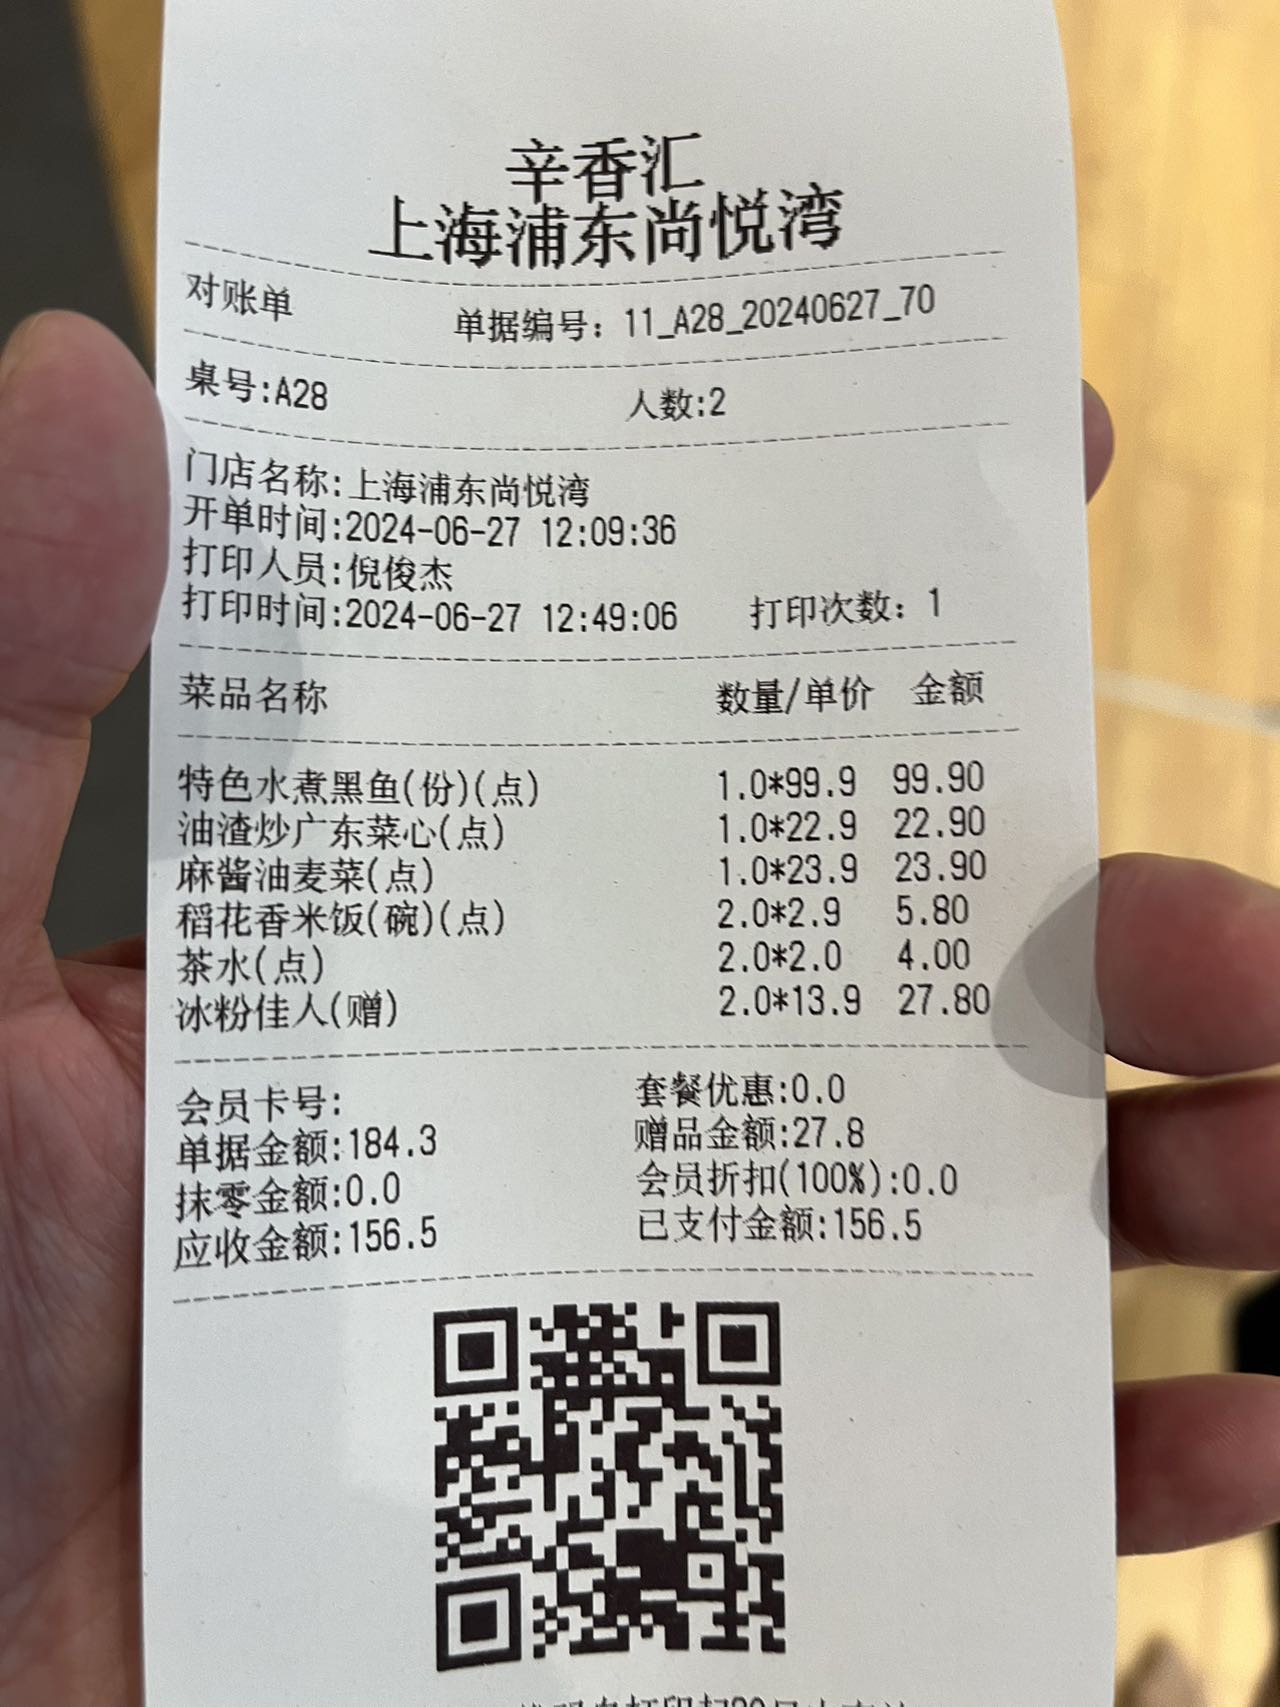 辛香汇
上海浦东尚悦湾
对账单 单据编号：11_A28_20240627_70
桌号:A28 人数:2
门店名称:上海浦东尚悦湾
开单时间:2024-06-27 12:09:36
打印人员:倪俊杰
打印时间:2024-06-27 12:49:06 打印次数：1
菜品名称 数量/单价 金额
特色水煮黑鱼(份)(点) 1.0*99.9 99.90
油渣炒广东菜心(点) 1.0*22.9 22.90
麻酱油麦菜(点) 1.0*23.9 23.90
稻花香米饭(碗)(点) 2.0*2.9 5.80
茶水(点) 2.0*2.0 4.00
冰粉佳人(赠) 2.0*13.9 27.80
会员卡号: 套餐优惠:0.0
单据金额:184.3 赠品金额:27.8
抹零金额:0.0 会员折扣(100%):0.0
应收金额:156.5 已支付金额:156.5